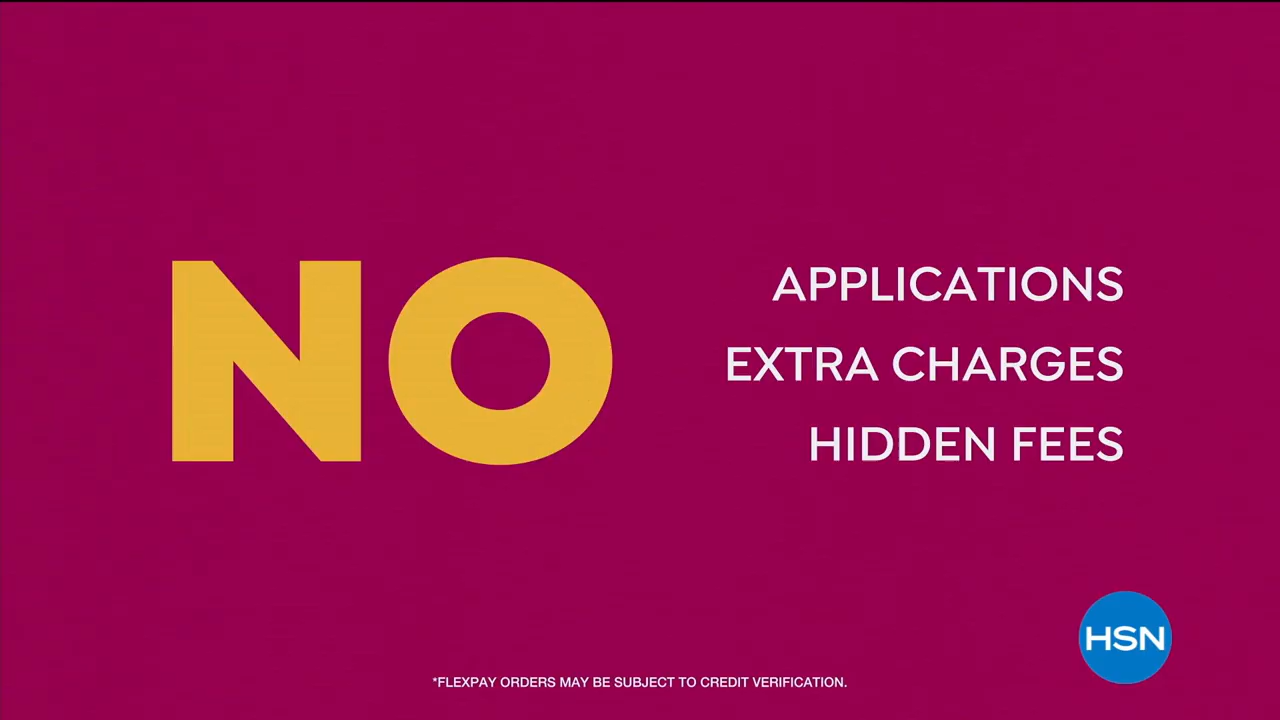 NO
APPLICATIONS
EXTRA CHARGES
HIDDEN FEES
HSN
*FLEXPAY ORDERS MAY BE SUBJECT TO CREDIT VERIFICATION.